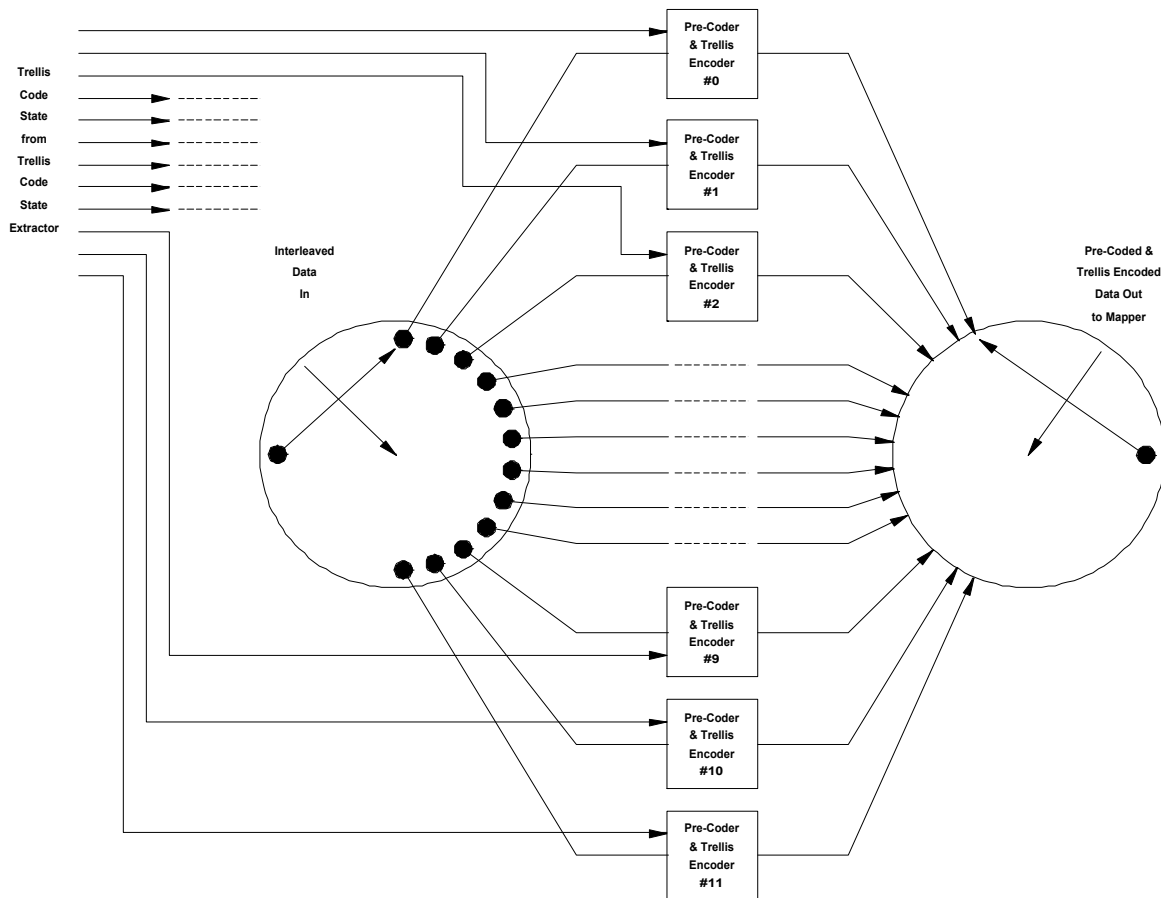 Trellis
Code
State
from
Trellis
Code
State
Extractor
Interleaved
Data
In
Pre-Coder
& Trellis
Encoder
#0
Pre-Coder
& Trellis
Encoder
#1
Pre-Coder
& Trellis
Encoder
#2
Pre-Coder
& Trellis
Encoder
#9
Pre-Coder
& Trellis
Encoder
#10
Pre-Coder
& Trellis
Encoder
#11
Pre-Coded &
Trellis Encoded
Data Out
to Mapper